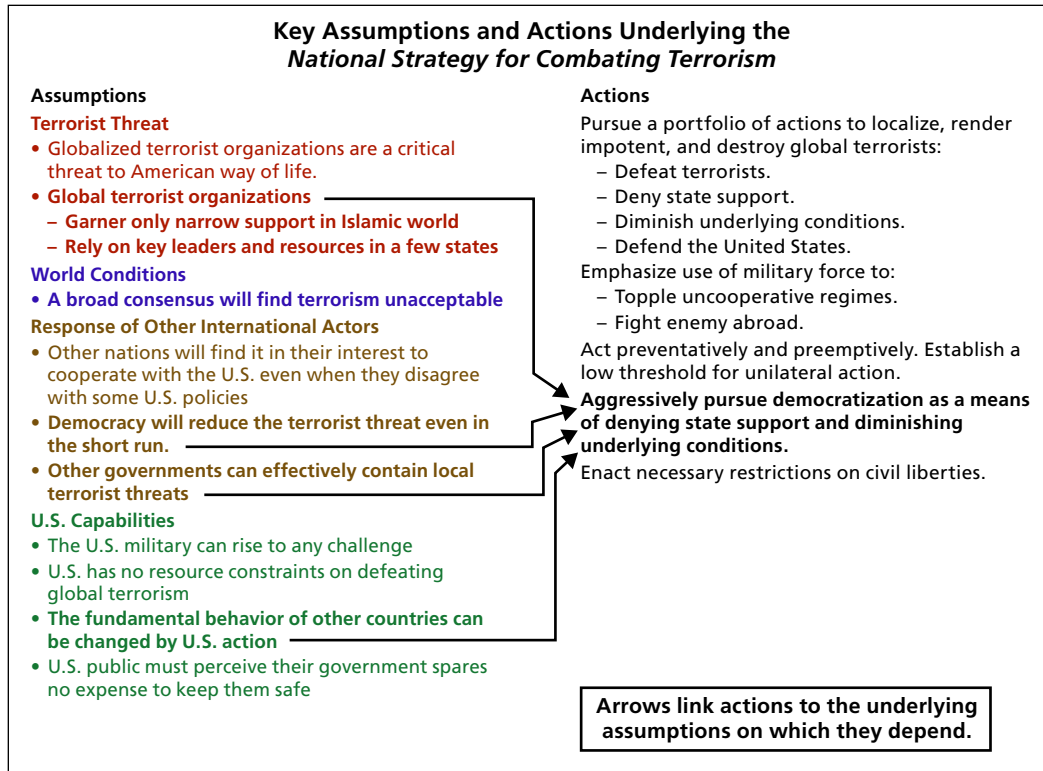 Key Assumptions and Actions Underlying the
National Strategy for Combating Terrorism
Assumptions
Terrorist Threat
• Globalized terrorist organizations are a critical
threat to American way of life.
• Global terrorist organizations
– Garner only narrow support in Islamic world
– Rely on key leaders and resources in a few states
World Conditions
• A broad consensus will find terrorism unacceptable
Response of Other International Actors
• Other nations will find it in their interest to
cooperate with the U.S. even when they disagree
with some U.S. policies
• Democracy will reduce the terrorist threat even in
the short run.
• Other governments can effectively contain local
terrorist threats
U.S. Capabilities
• The U.S. military can rise to any challenge
• U.S. has no resource constraints on defeating
global terrorism
• The fundamental behavior of other countries can
be changed by U.S. action
• U.S. public must perceive their government spares
no expense to keep them safe
Actions
Pursue a portfolio of actions to localize, render
impotent, and destroy global terrorists:
– Defeat terrorists.
– Deny state support.
– Diminish underlying conditions.
– Defend the United States.
Emphasize use of military force to:
– Topple uncooperative regimes.
– Fight enemy abroad.
Act preventatively and preemptively. Establish a
low threshold for unilateral action.
Aggressively pursue democratization as a means
of denying state support and diminishing
underlying conditions.
Enact necessary restrictions on civil liberties.
Arrows link actions to the underlying
assumptions on which they depend.